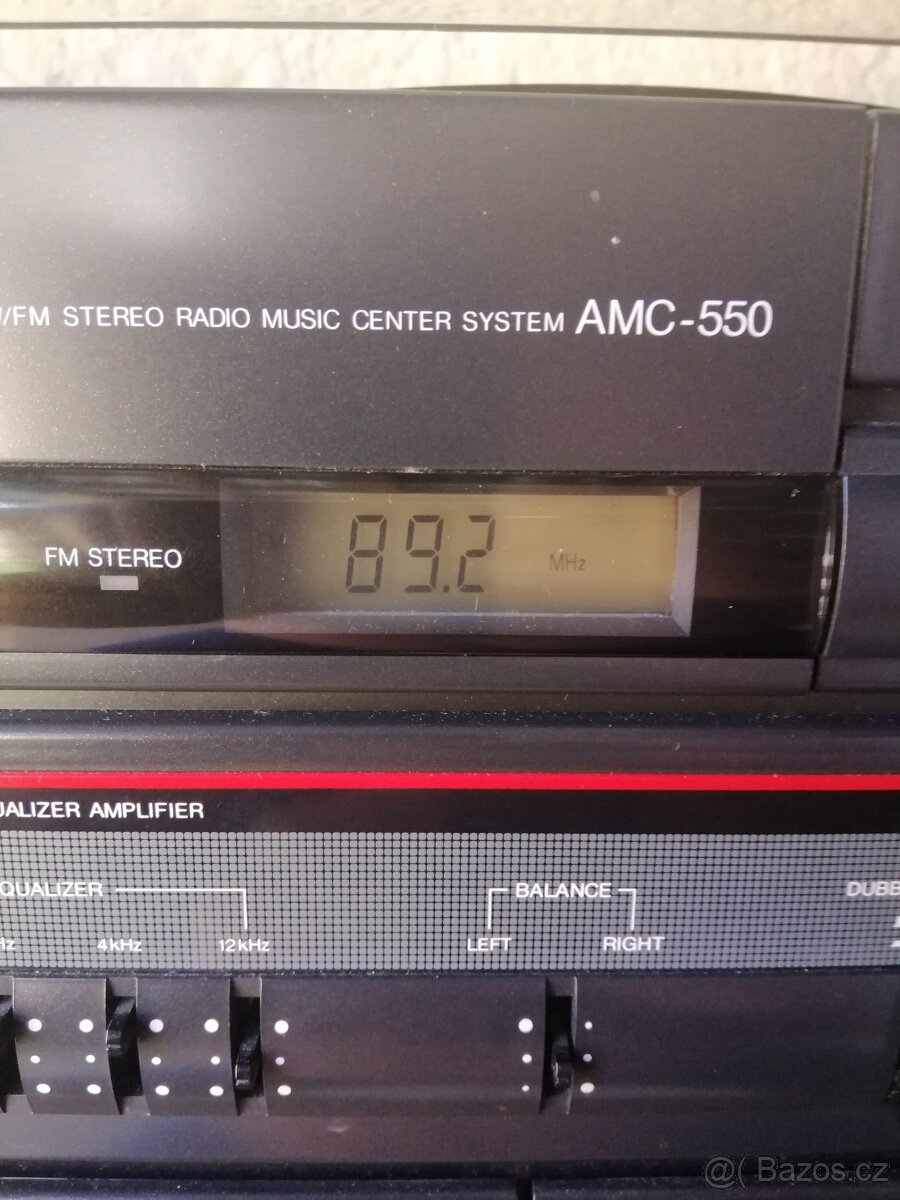 /FM STEREO RADIO MUSIC CENTER SYSTEM AMC-550
FM STEREO
89.2 MHz
UALIZER AMPLIFIER
QUALIZER
BALANCE
DUBB
Hz
4kHz
12kHz
LEFT
RIGHT
@( Bazos.cz